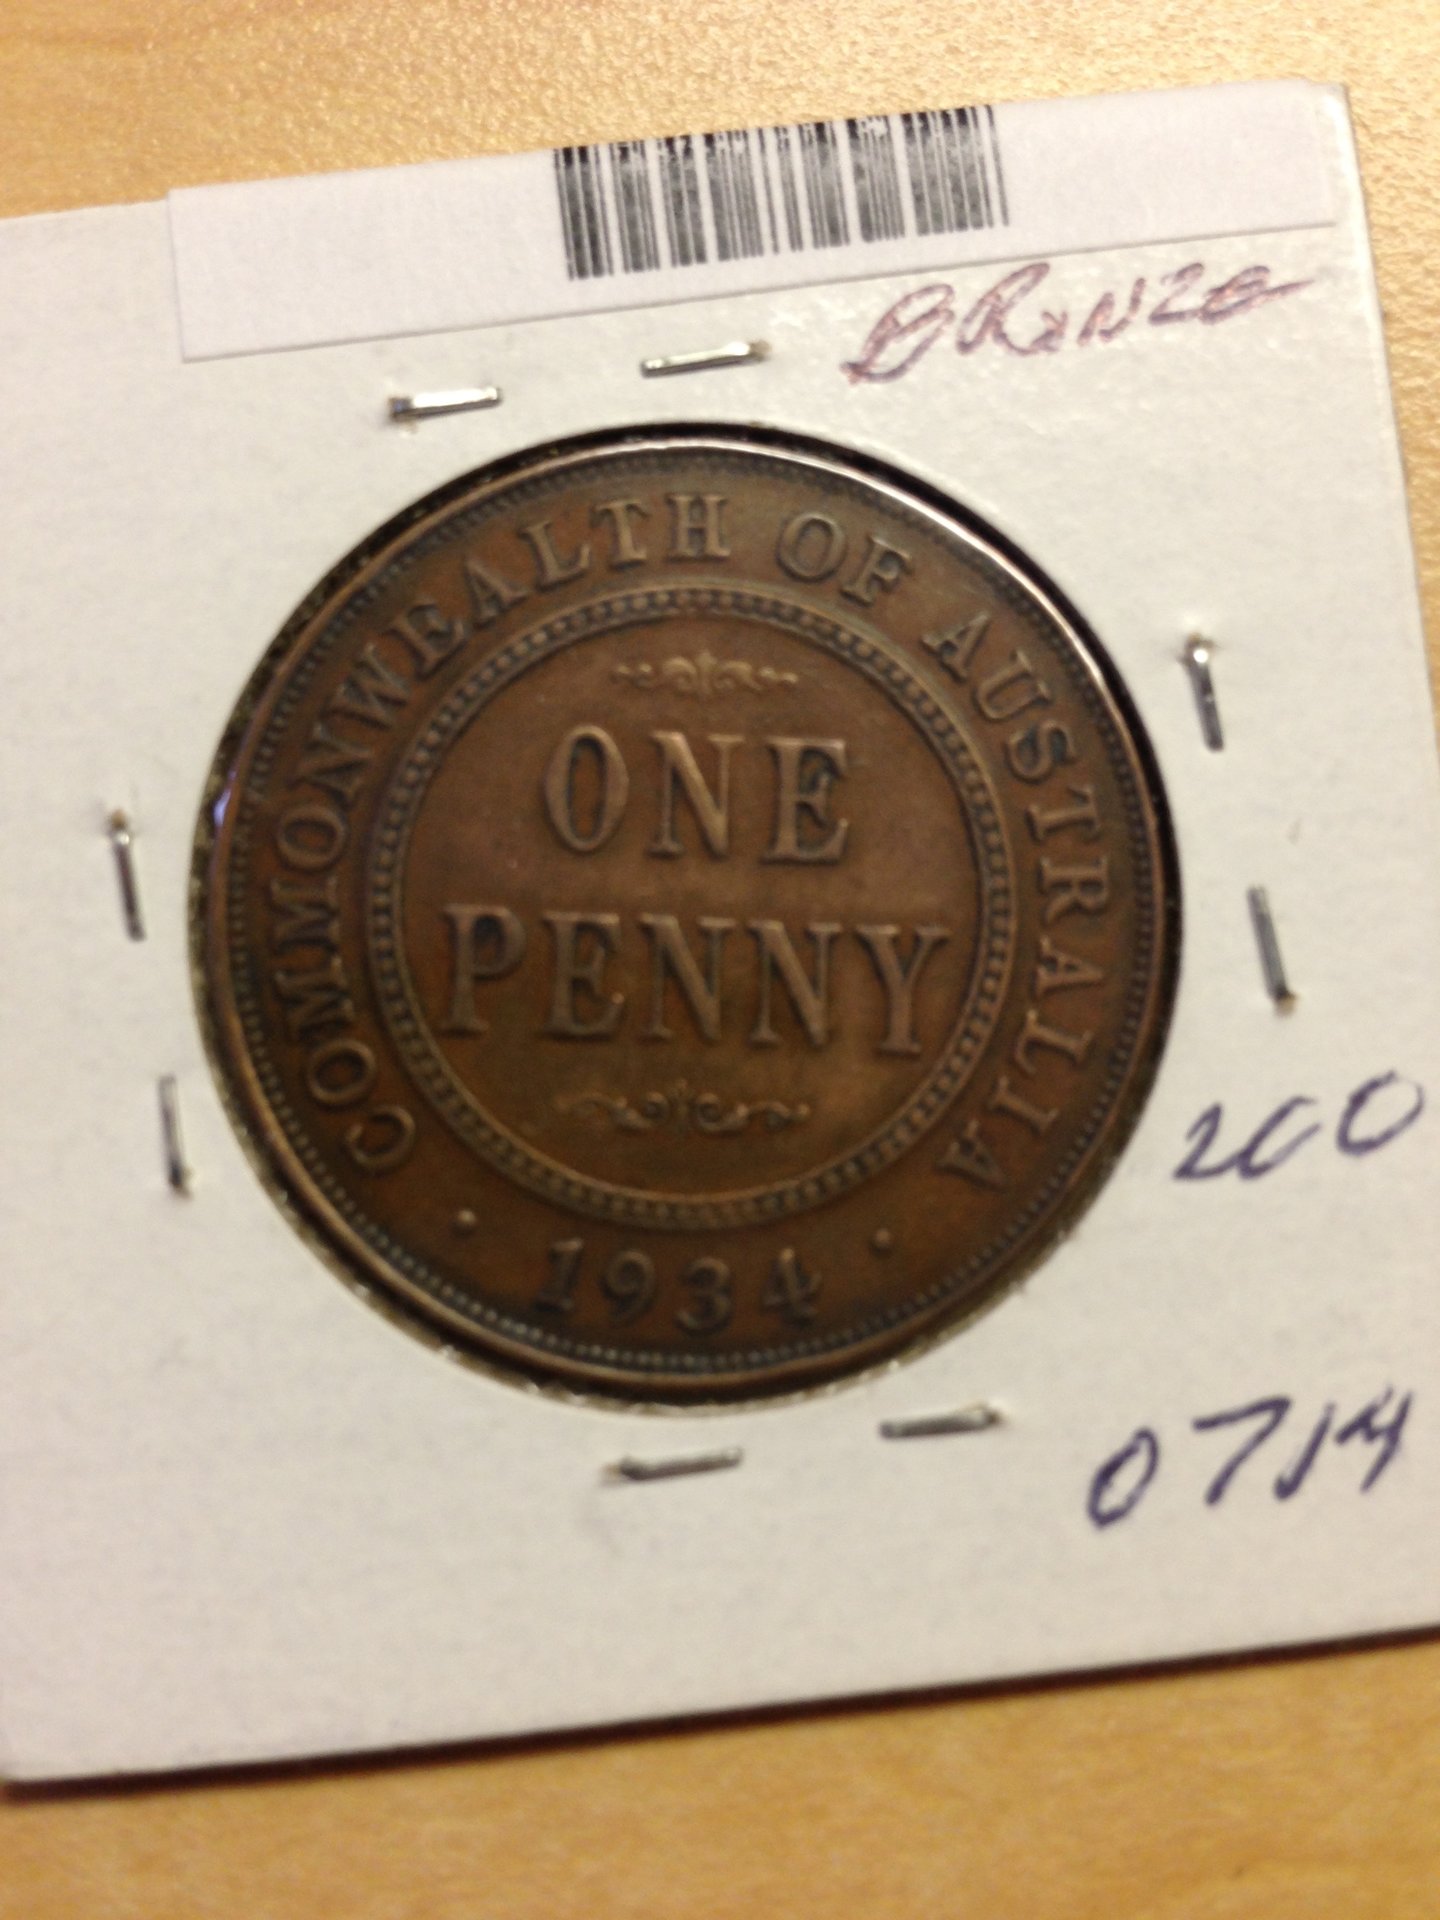 BRONZE
COMMONWEALTH OF AUSTRALIA
ONE
PENNY
1934
200
0714